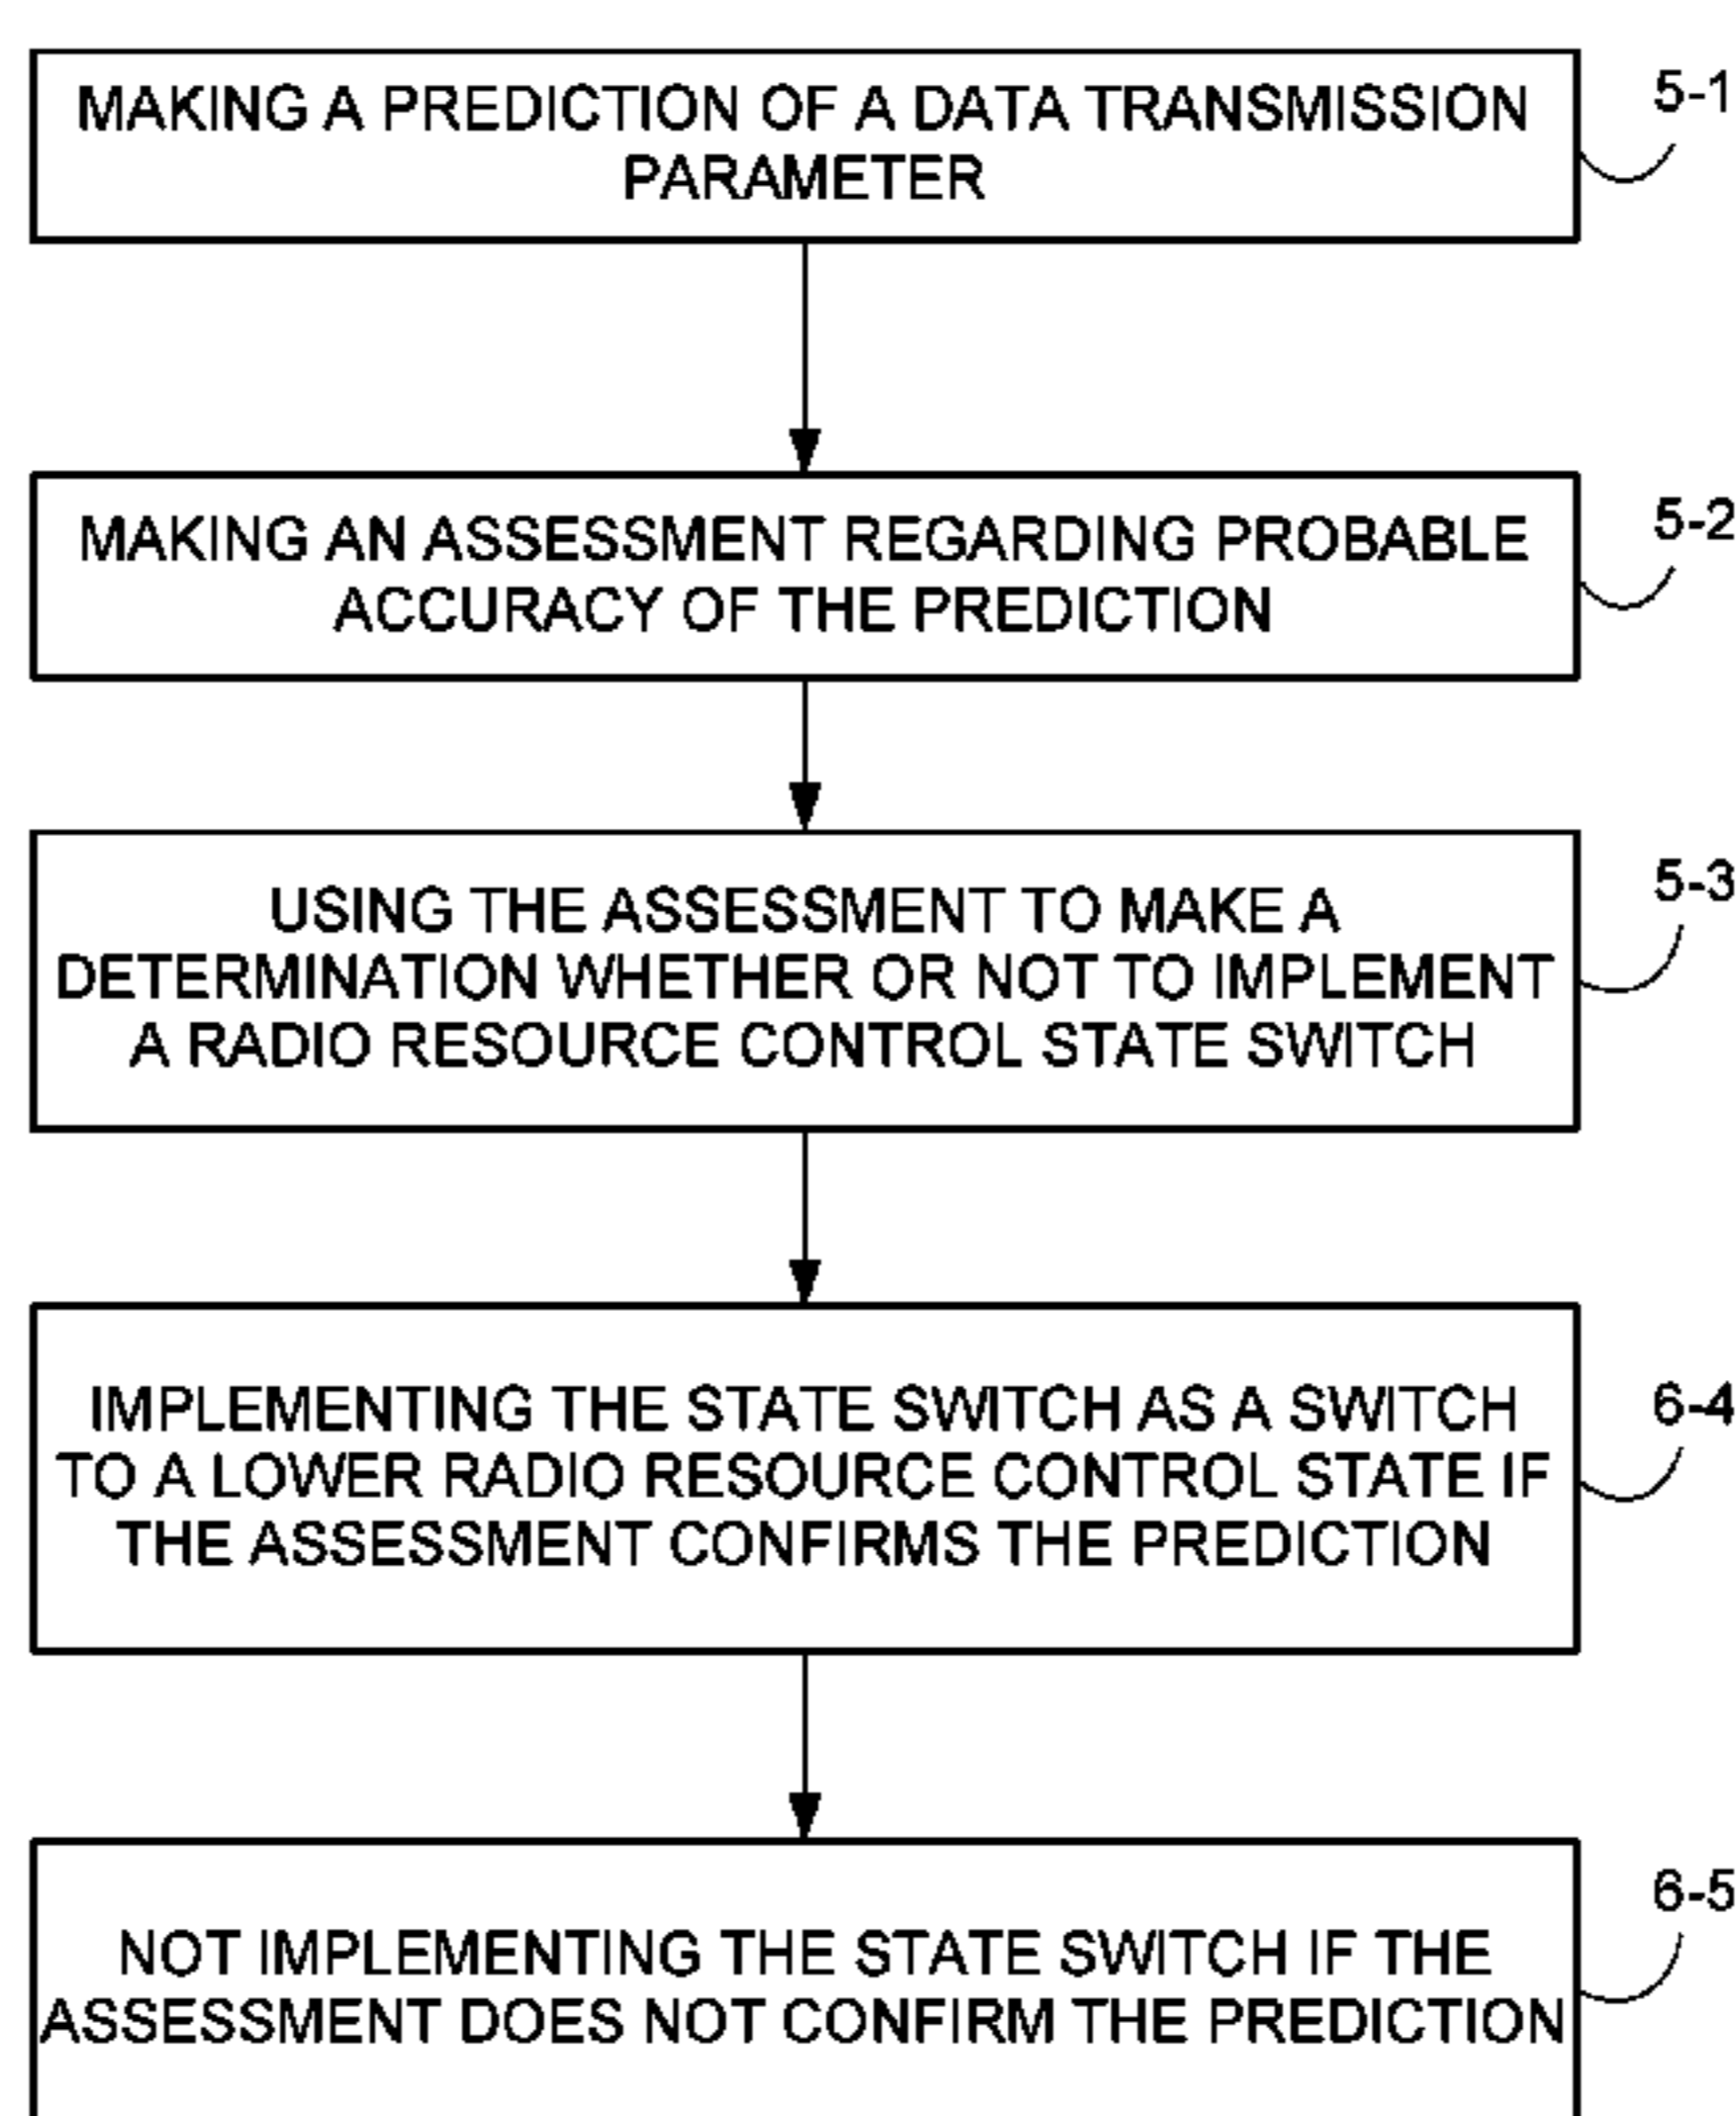 MAKING A PREDICTION OF A DATA TRANSMISSION
PARAMETER
5-1
MAKING AN ASSESSMENT REGARDING PROBABLE
ACCURACY OF THE PREDICTION
5-2
USING THE ASSESSMENT TO MAKE A
DETERMINATION WHETHER OR NOT TO IMPLEMENT
A RADIO RESOURCE CONTROL STATE SWITCH
5-3
IMPLEMENTING THE STATE SWITCH AS A SWITCH
TO A LOWER RADIO RESOURCE CONTROL STATE IF
THE ASSESSMENT CONFIRMS THE PREDICTION
6-4
NOT IMPLEMENTING THE STATE SWITCH IF THE
ASSESSMENT DOES NOT CONFIRM THE PREDICTION
6-5